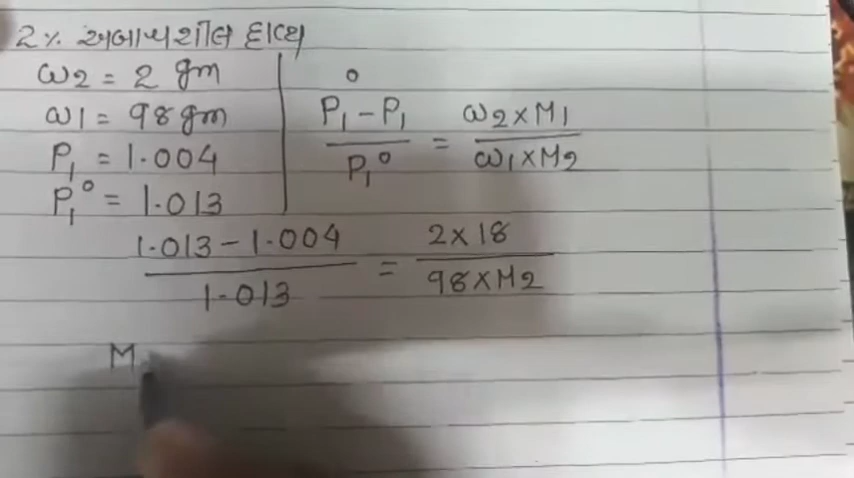 2% અબાષ્પશીલ દ્રાવ્ય
ω2 = 2 gm
ω1 = 98 gm
P₁ = 1.004
P₁° = 1.013
P₁° - P₁ / P₁° = ω2 × M1 / ω1 × M2
1.013 - 1.004 / 1.013 = 2 × 18 / 98 × M2
M